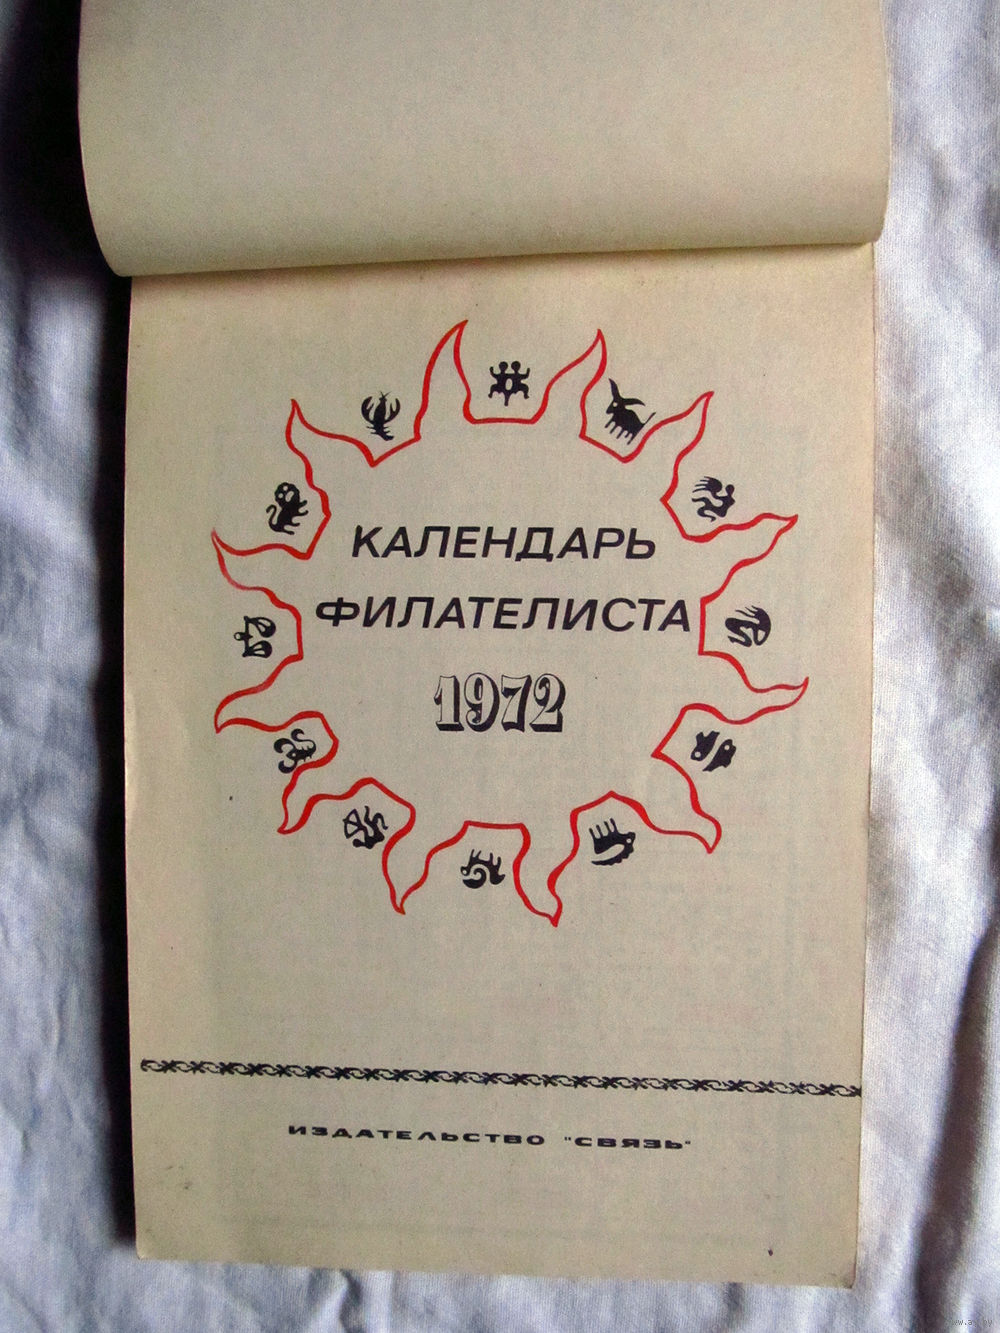 КАЛЕНДАРЬ
ФИЛАТЕЛИСТА
1972
ИЗДАТЕЛЬСТВО "СВЯЗЬ"